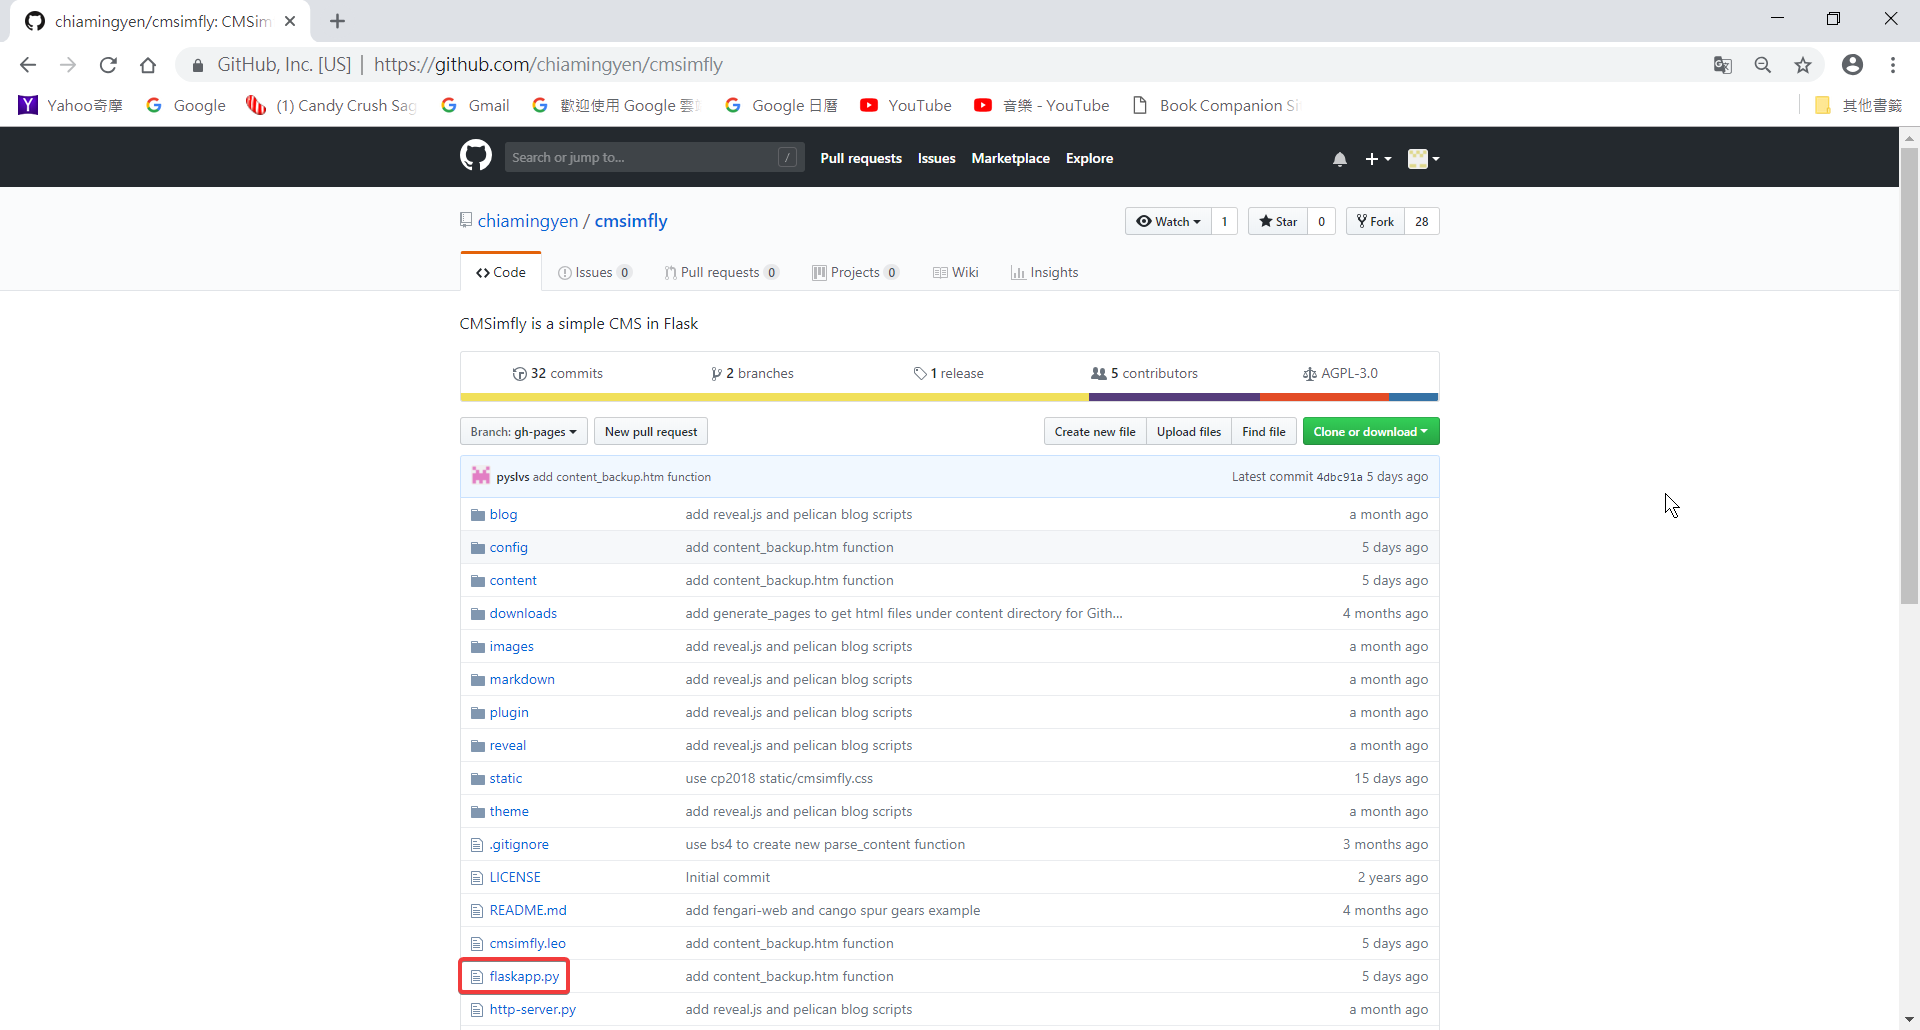 chiamingyen/cmsimfly: CMSim
GitHub, Inc. [US] | https://github.com/chiamingyen/cmsimfly
Yahoo奇摩 Google (1) Candy Crush Sag Gmail 歡迎使用 Google 雲 Google 日曆 YouTube 音樂 - YouTube Book Companion Si 其他書籤
Search or jump to... / Pull requests Issues Marketplace Explore
chiamingyen / cmsimfly Watch 1 Star 0 Fork 28
Code Issues 0 Pull requests 0 Projects 0 Wiki Insights
CMSimfly is a simple CMS in Flask
32 commits 2 branches 1 release 5 contributors AGPL-3.0
Branch: gh-pages New pull request Create new file Upload files Find file Clone or download
pyslvs add content_backup.htm function Latest commit 4dbc91a 5 days ago
blog add reveal.js and pelican blog scripts a month ago
config add content_backup.htm function 5 days ago
content add content_backup.htm function 5 days ago
downloads add generate_pages to get html files under content directory for Gith... 4 months ago
images add reveal.js and pelican blog scripts a month ago
markdown add reveal.js and pelican blog scripts a month ago
plugin add reveal.js and pelican blog scripts a month ago
reveal add reveal.js and pelican blog scripts a month ago
static use cp2018 static/cmsimfly.css 15 days ago
theme add reveal.js and pelican blog scripts a month ago
.gitignore use bs4 to create new parse_content function 3 months ago
LICENSE Initial commit 2 years ago
README.md add fengari-web and cango spur gears example 4 months ago
cmsimfly.leo add content_backup.htm function 5 days ago
flaskapp.py add content_backup.htm function 5 days ago
http-server.py add reveal.js and pelican blog scripts a month ago